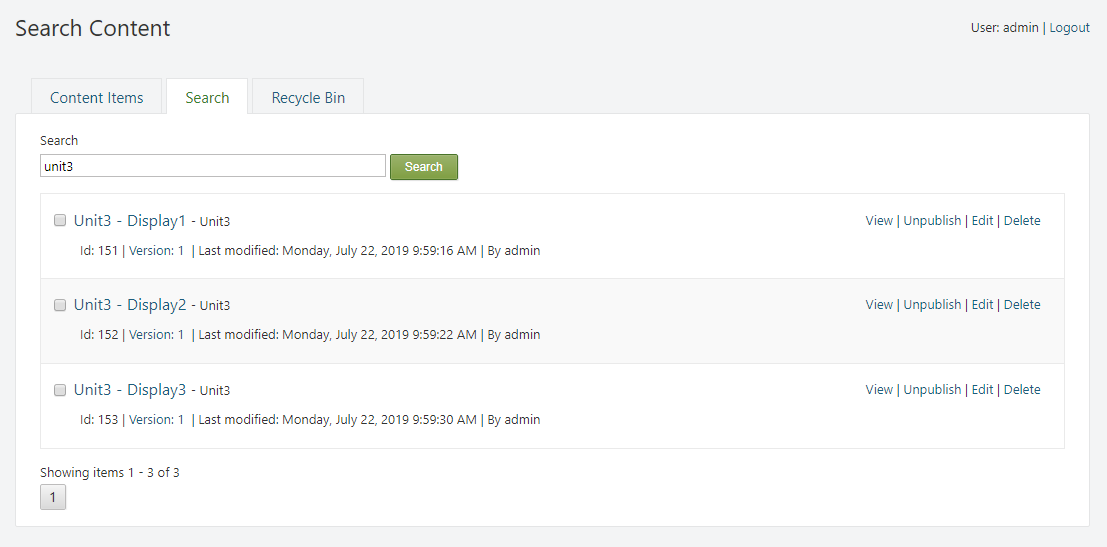 Search Content
User: admin | Logout
Content Items
Search
Recycle Bin
Search
unit3
Search
Unit3 - Display1 - Unit3
View | Unpublish | Edit | Delete
Id: 151 | Version: 1 | Last modified: Monday, July 22, 2019 9:59:16 AM | By admin
Unit3 - Display2 - Unit3
View | Unpublish | Edit | Delete
Id: 152 | Version: 1 | Last modified: Monday, July 22, 2019 9:59:22 AM | By admin
Unit3 - Display3 - Unit3
View | Unpublish | Edit | Delete
Id: 153 | Version: 1 | Last modified: Monday, July 22, 2019 9:59:30 AM | By admin
Showing items 1 - 3 of 3
1